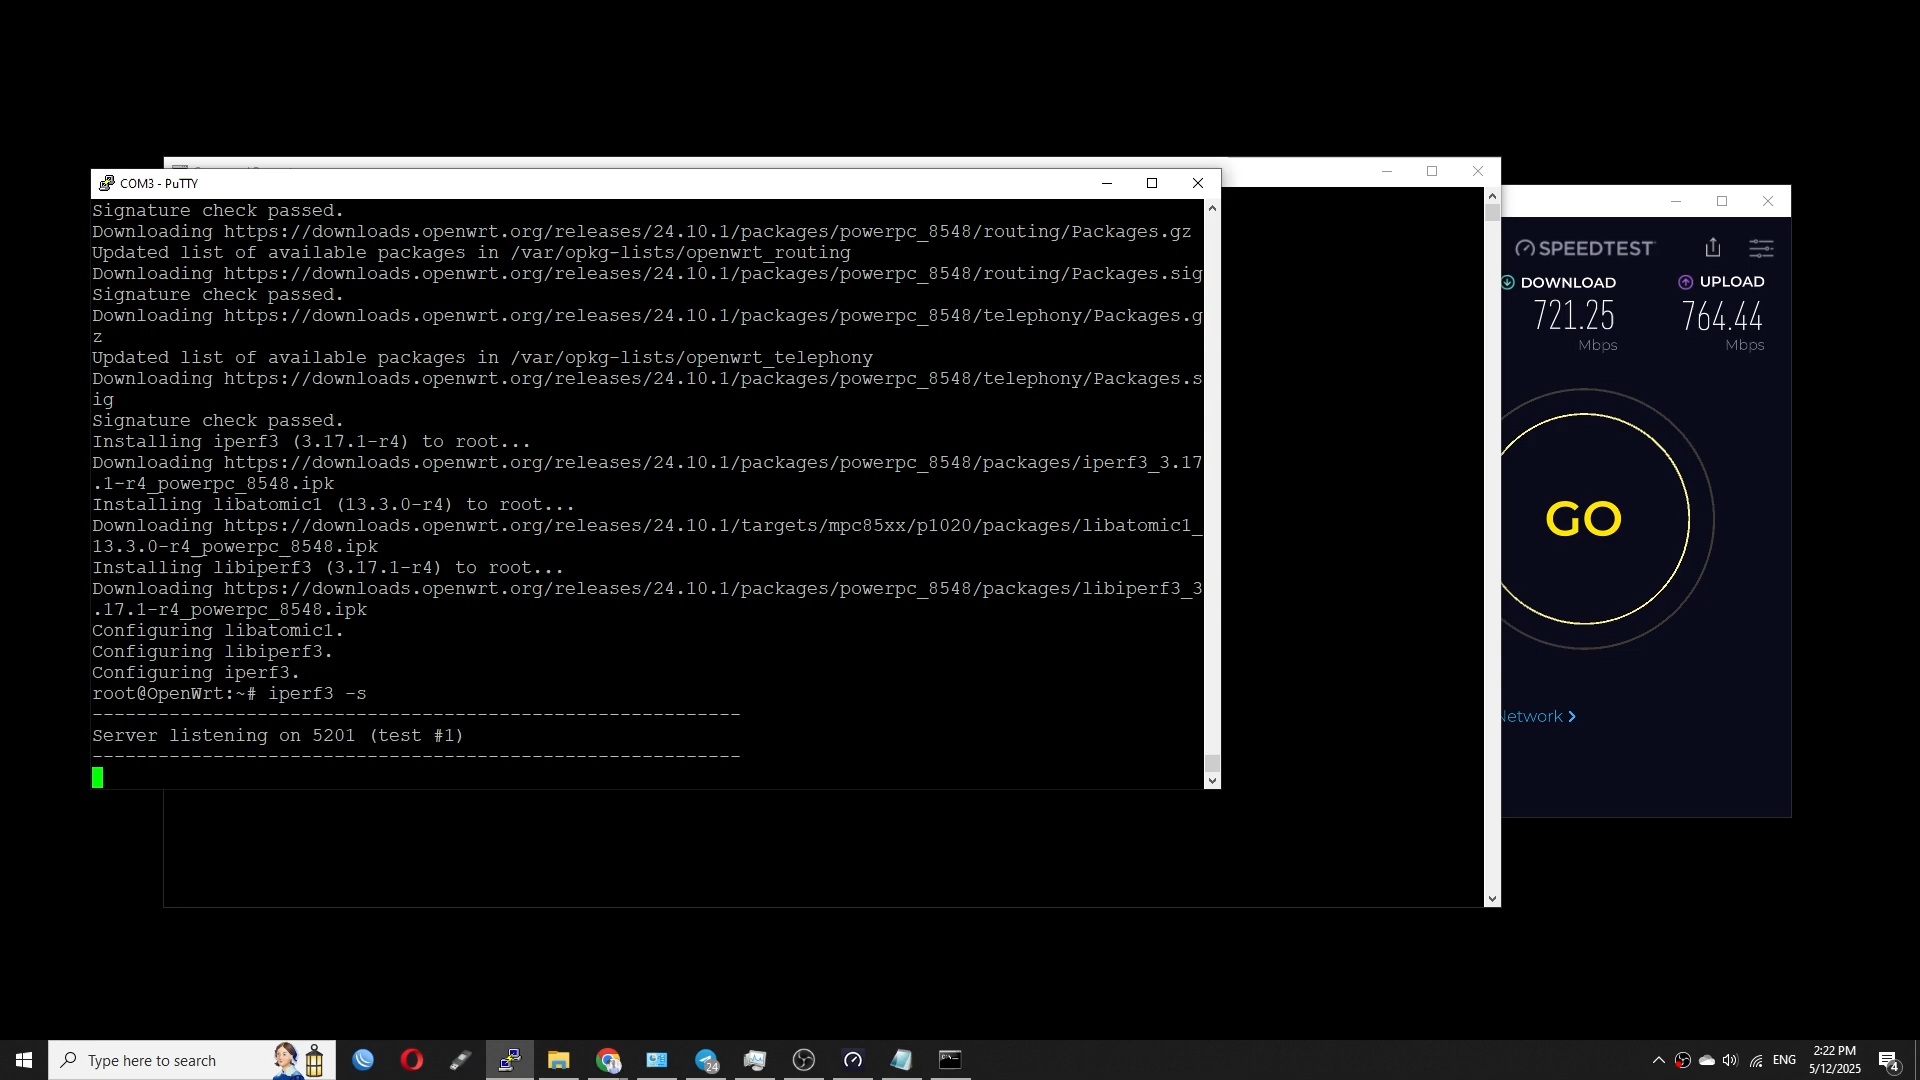 COM3 - PuTTY
Signature check passed.
Downloading https://downloads.openwrt.org/releases/24.10.1/packages/powerpc_8548/routing/Packages.gz
Updated list of available packages in /var/opkg-lists/openwrt_routing
Downloading https://downloads.openwrt.org/releases/24.10.1/packages/powerpc_8548/routing/Packages.sig
Signature check passed.
Downloading https://downloads.openwrt.org/releases/24.10.1/packages/powerpc_8548/telephony/Packages.g
z
Updated list of available packages in /var/opkg-lists/openwrt_telephony
Downloading https://downloads.openwrt.org/releases/24.10.1/packages/powerpc_8548/telephony/Packages.s
ig
Signature check passed.
Installing iperf3 (3.17.1-r4) to root...
Downloading https://downloads.openwrt.org/releases/24.10.1/packages/powerpc_8548/packages/iperf3_3.17
.1-r4_powerpc_8548.ipk
Installing libatomic1 (13.3.0-r4) to root...
Downloading https://downloads.openwrt.org/releases/24.10.1/targets/mpc85xx/p1020/packages/libatomic1_
13.3.0-r4_powerpc_8548.ipk
Installing libiperf3 (3.17.1-r4) to root...
Downloading https://downloads.openwrt.org/releases/24.10.1/packages/powerpc_8548/packages/libiperf3_3
.17.1-r4_powerpc_8548.ipk
Configuring libatomic1.
Configuring libiperf3.
Configuring iperf3.
root@OpenWrt:~# iperf3 -s
-----------------------------------------------------------
Server listening on 5201 (test #1)
-----------------------------------------------------------
SPEEDTEST
DOWNLOAD UPLOAD
721.25 764.44
Mbps Mbps
GO
Network
Type here to search
24
ENG
2:22 PM
5/12/2025
4